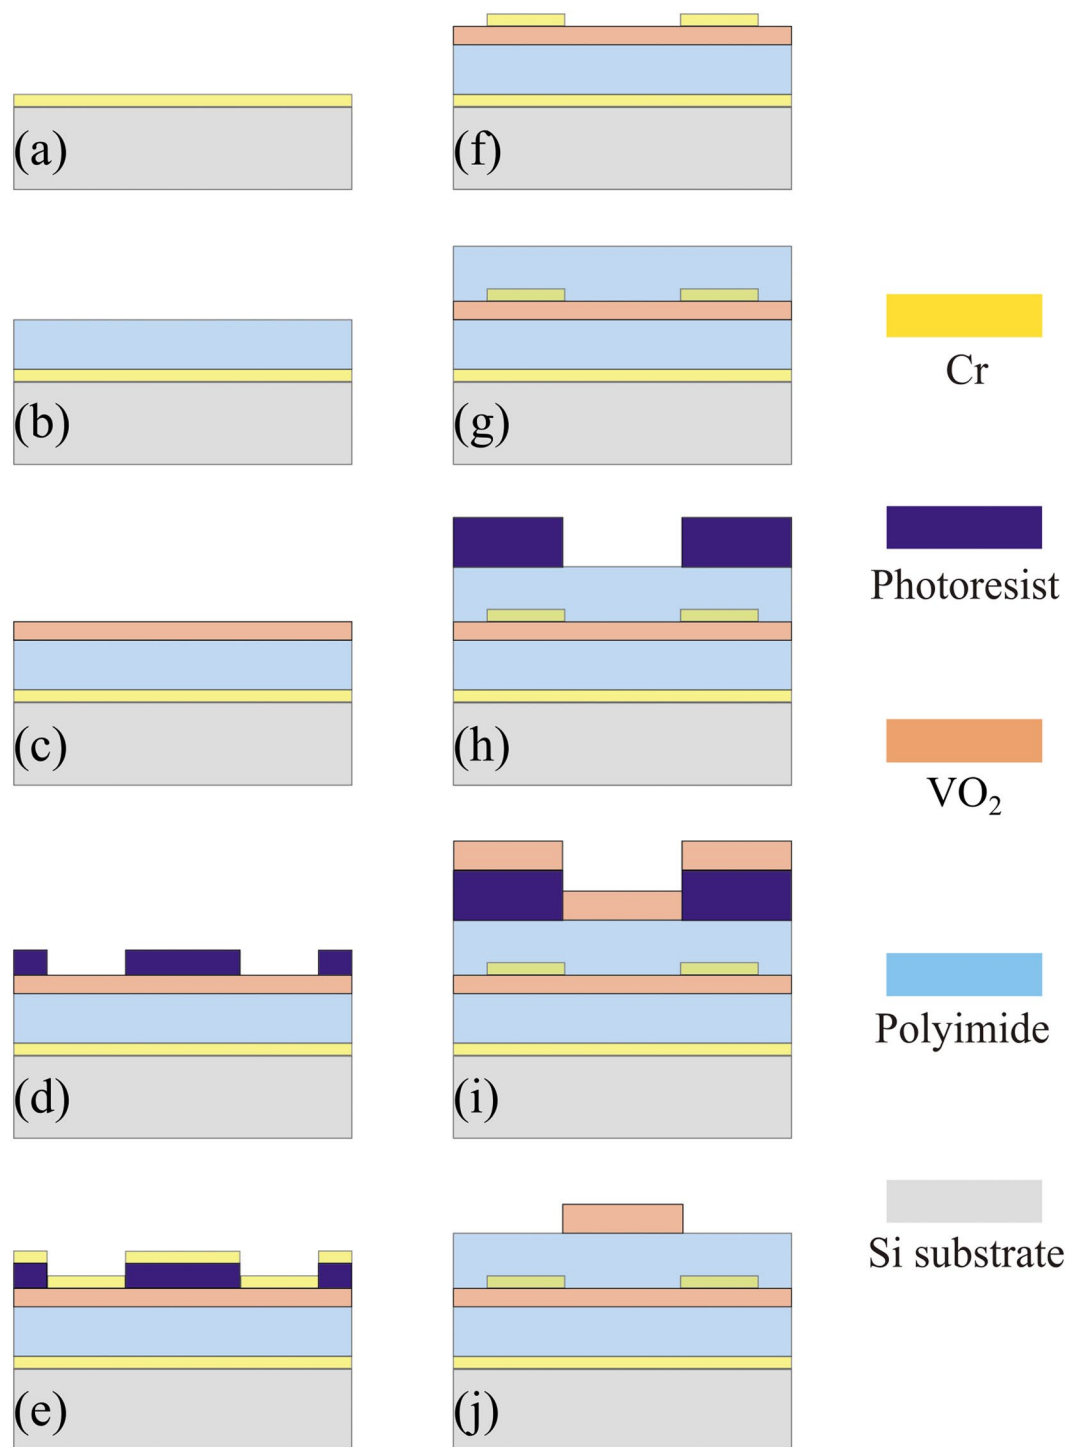 (a)
(b)
(c)
(d)
(e)
(f)
(g)
(h)
(i)
(j)
Cr
Photoresist
VO₂
Polyimide
Si substrate